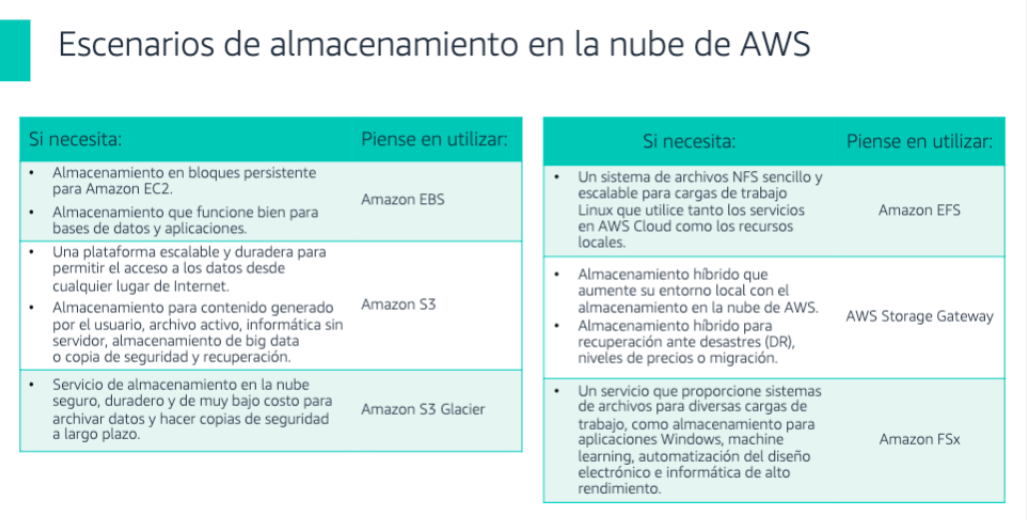 Escenarios de almacenamiento en la nube de AWS
Si necesita:
Piense en utilizar:
• Almacenamiento en bloques persistente
para Amazon EC2.
• Almacenamiento que funcione bien para
bases de datos y aplicaciones.
Amazon EBS
• Una plataforma escalable y duradera para
permitir el acceso a los datos desde
cualquier lugar de Internet.
• Almacenamiento para contenido generado
por el usuario, archivo activo, informática sin
servidor, almacenamiento de big data
o copia de seguridad y recuperación.
Amazon S3
• Servicio de almacenamiento en la nube
seguro, duradero y de muy bajo costo para
archivar datos y hacer copias de seguridad
a largo plazo.
Amazon S3 Glacier
Si necesita:
Piense en utilizar:
• Un sistema de archivos NFS sencillo y
escalable para cargas de trabajo
Linux que utilice tanto los servicios
en AWS Cloud como los recursos
locales.
Amazon EFS
• Almacenamiento híbrido que
aumente su entorno local con el
almacenamiento en la nube de AWS.
• Almacenamiento híbrido para
recuperación ante desastres (DR),
niveles de precios o migración.
AWS Storage Gateway
• Un servicio que proporcione sistemas
de archivos para diversas cargas de
trabajo, como almacenamiento para
aplicaciones Windows, machine
learning, automatización del diseño
electrónico e informática de alto
rendimiento.
Amazon FSx